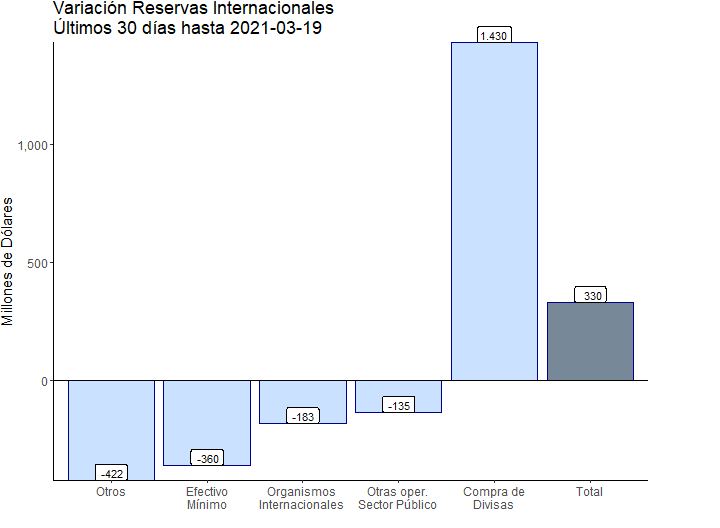 Variación Reservas Internacionales
Últimos 30 días hasta 2021-03-19
Millones de Dólares
1,000
500
0
-422
-360
-183
-135
1.430
330
Otros
Efectivo
Mínimo
Organismos
Internacionales
Otras oper.
Sector Público
Compra de
Divisas
Total